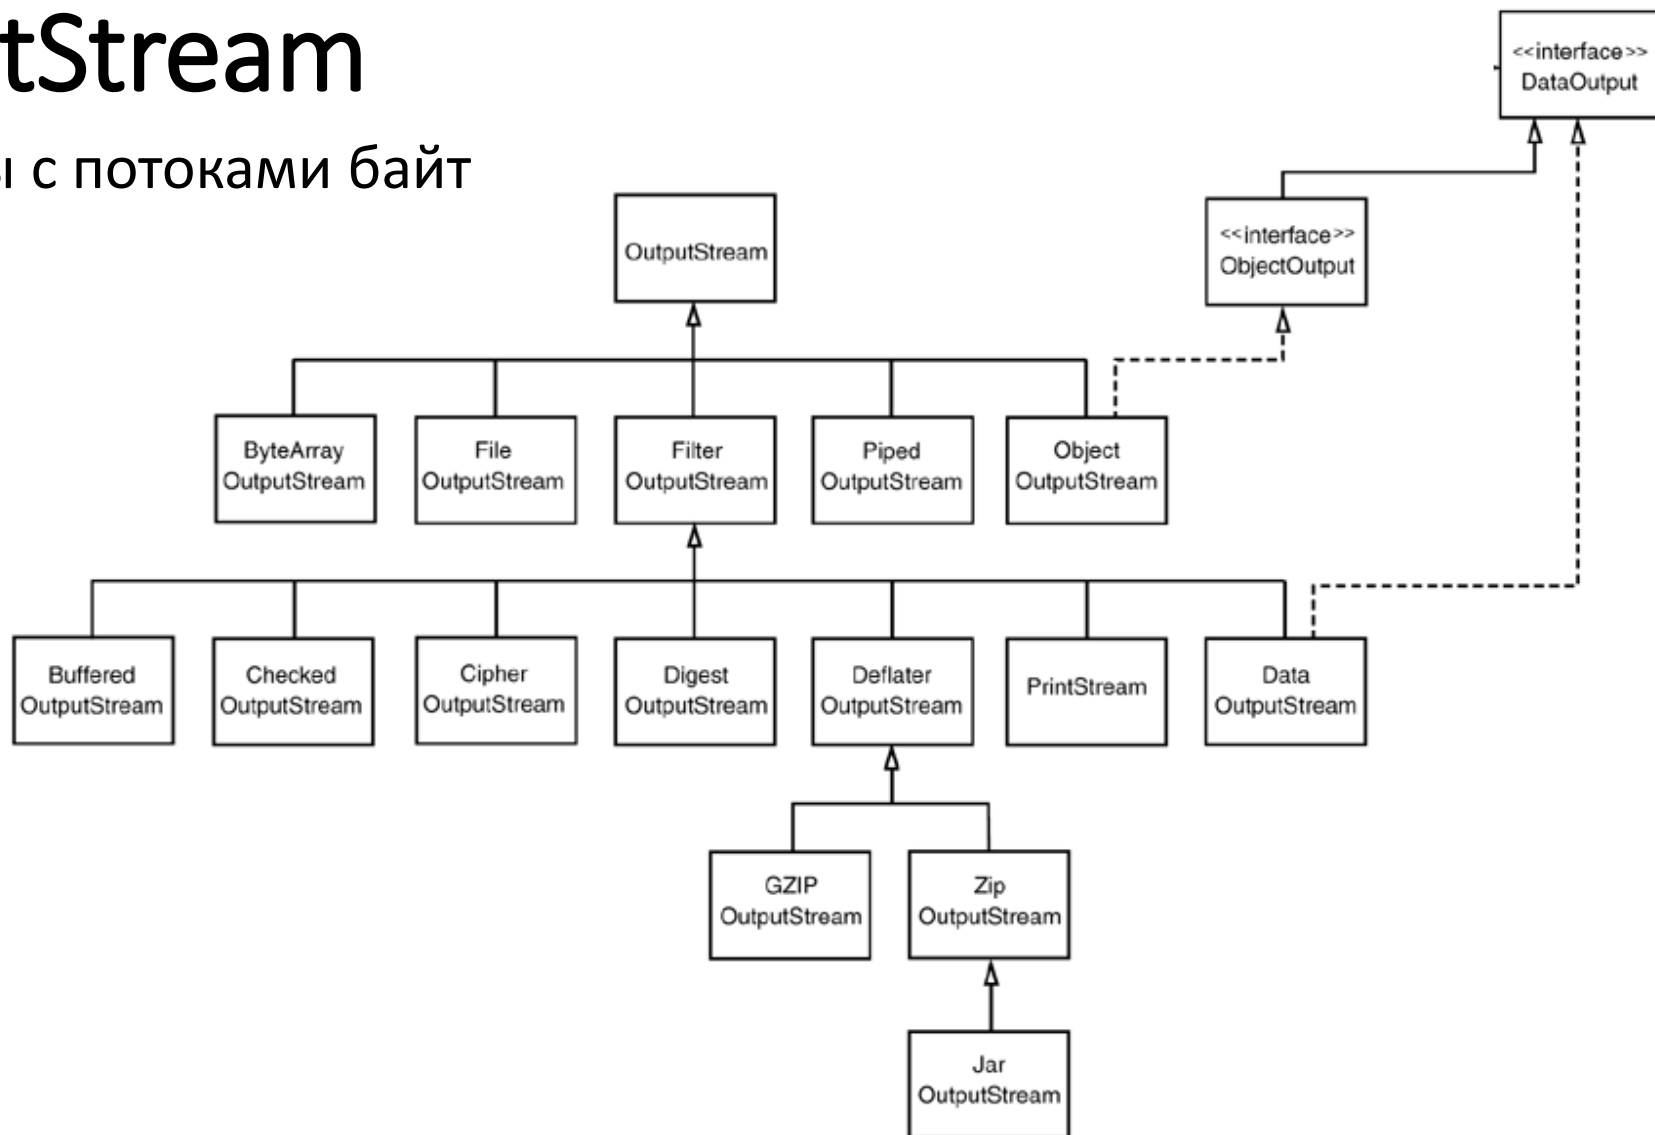 tStream
ы с потоками байт
<<interface>>
DataOutput
<<interface>>
ObjectOutput
OutputStream
ByteArray
OutputStream
File
OutputStream
Filter
OutputStream
Piped
OutputStream
Object
OutputStream
Buffered
OutputStream
Checked
OutputStream
Cipher
OutputStream
Digest
OutputStream
Deflater
OutputStream
PrintStream
Data
OutputStream
GZIP
OutputStream
Zip
OutputStream
Jar
OutputStream